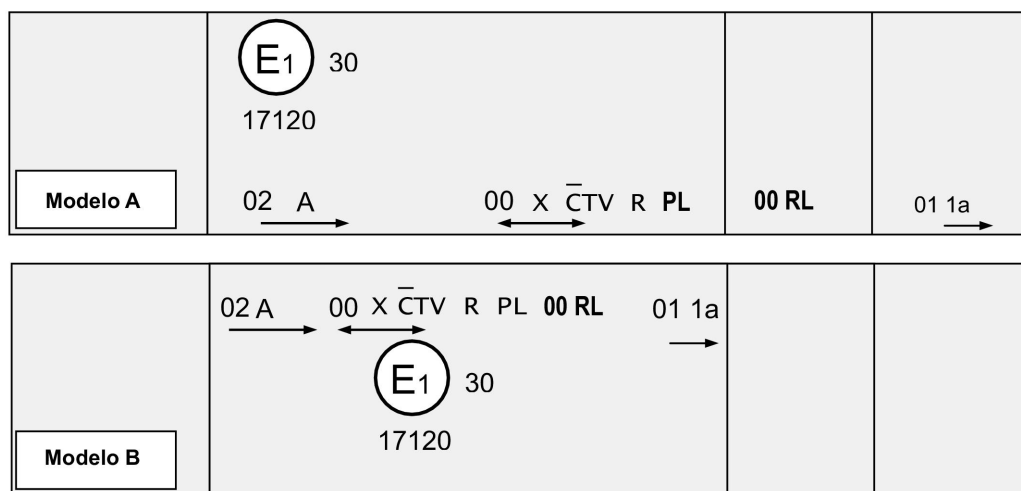 E1 30
17120
Modelo A
02 A 00 X C̅TV R PL 00 RL 01 1a
02 A 00 X C̅TV R PL 00 RL 01 1a
E1 30
17120
Modelo B